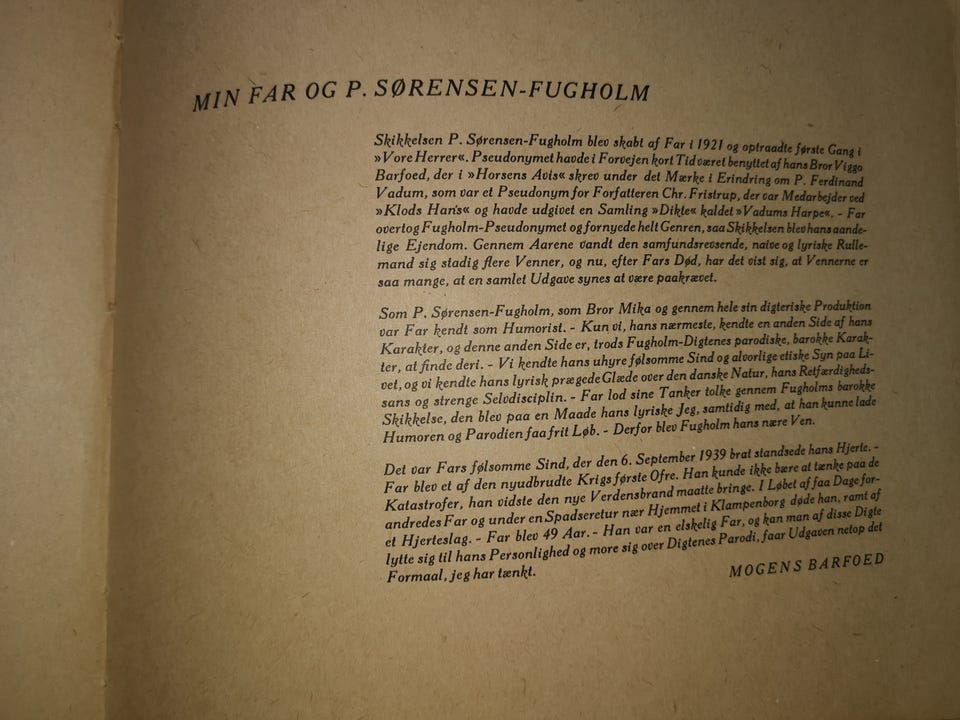 MIN FAR OG P. SØRENSEN-FUGHOLM
Skikkelsen P. Sørensen-Fugholm blev skabt af Far i 1921 og optraadte første Gang i
»Vore Herrer«. Pseudonymet havde i Forvejen kort Tid været benyttet af hans Bror Viggo
Barfoed, der i »Horsens Avis« skrev under det Mærke i Erindring om P. Ferdinand
Vadum, som var et Pseudonym for Forfatteren Chr. Fristrup, der var Medarbejder ved
»Klods Hans« og havde udgivet en Samling »Dikte« kaldet »Vadums Harpe«. - Far
overtog Fugholm-Pseudonymet og fornyede helt Genren, saa Skikkelsen blev hans aande-
lige Ejendom. Gennem Aarene vandt den samfundsrevsende, naive og lyriske Rulle-
mand sig stadig flere Venner, og nu, efter Fars Død, har det vist sig, at Vennerne er
saa mange, at en samlet Udgave synes at være paakrævet.
Som P. Sørensen-Fugholm, som Bror Mika og gennem hele sin digteriske Produktion
var Far kendt som Humorist. - Kun vi, hans nærmeste, kendte en anden Side af hans
Karakter, og denne anden Side er, trods Fugholm-Digtenes parodiske, barokke Karak-
ter, at finde deri. - Vi kendte hans uhyre følsomme Sind og alvorlige etiske Syn paa Li-
vet, og vi kendte hans lyrisk prægede Glæde over den danske Natur, hans Retfærdigheds-
sans og strenge Selvdisciplin. - Far lod sine Tanker tolke gennem Fugholms barokke
Skikkelse, den blev paa en Maade hans lyriske Jeg, samtidig med, at han kunne lade
Humoren og Parodien faa frit Løb. - Derfor blev Fugholm hans nære Ven.
Det var Fars følsomme Sind, der den 6. September 1939 brat standsede hans Hjerte. -
Far blev et af den nyudbrudte Krigs første Ofre. Han kunde ikke bære at tænke paa de
Katastrofer, han vidste den nye Verdensbrand maatte bringe. I Løbet af faa Dage for-
andredes Far og under en Spadseretur nær Hjemmet i Klampenborg døde han, ramt af
et Hjerteslag. - Far blev 49 Aar. - Han var en elskelig Far, og kan man af disse Digte
lytte sig til hans Personlighed og more sig over Digtenes Parodi, faar Udgaven netop det
Formaal, jeg har tænkt.
MOGENS BARFOED